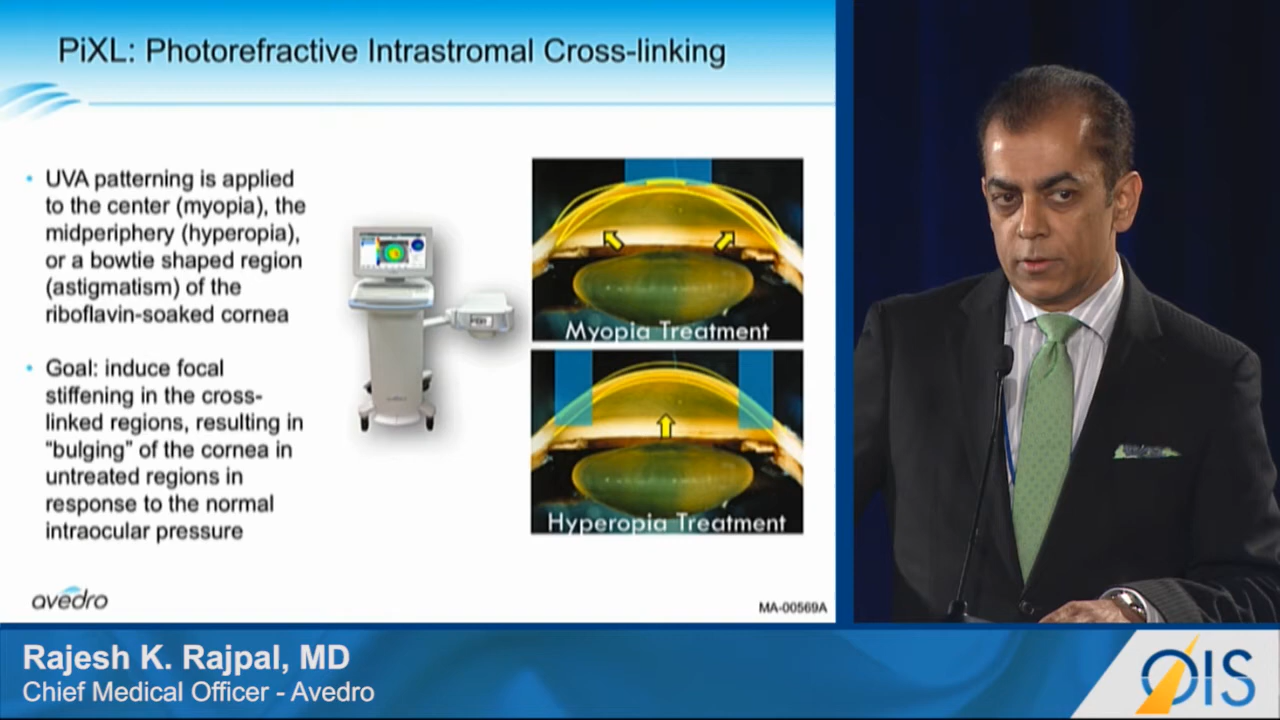 PiXL: Photorefractive Intrastromal Cross-linking
• UVA patterning is applied
to the center (myopia), the
midperiphery (hyperopia),
or a bowtie shaped region
(astigmatism) of the
riboflavin-soaked cornea
• Goal: induce focal
stiffening in the cross-
linked regions, resulting in
“bulging” of the cornea in
untreated regions in
response to the normal
intraocular pressure
Myopia Treatment
Hyperopia Treatment
avedro
MA-00569A
Rajesh K. Rajpal, MD
Chief Medical Officer - Avedro
OIS